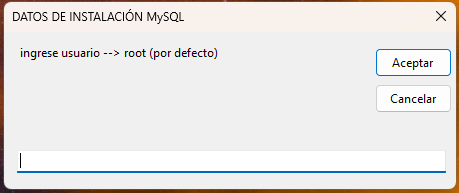 DATOS DE INSTALACIÓN MySQL
ingrese usuario --> root (por defecto)
Aceptar
Cancelar